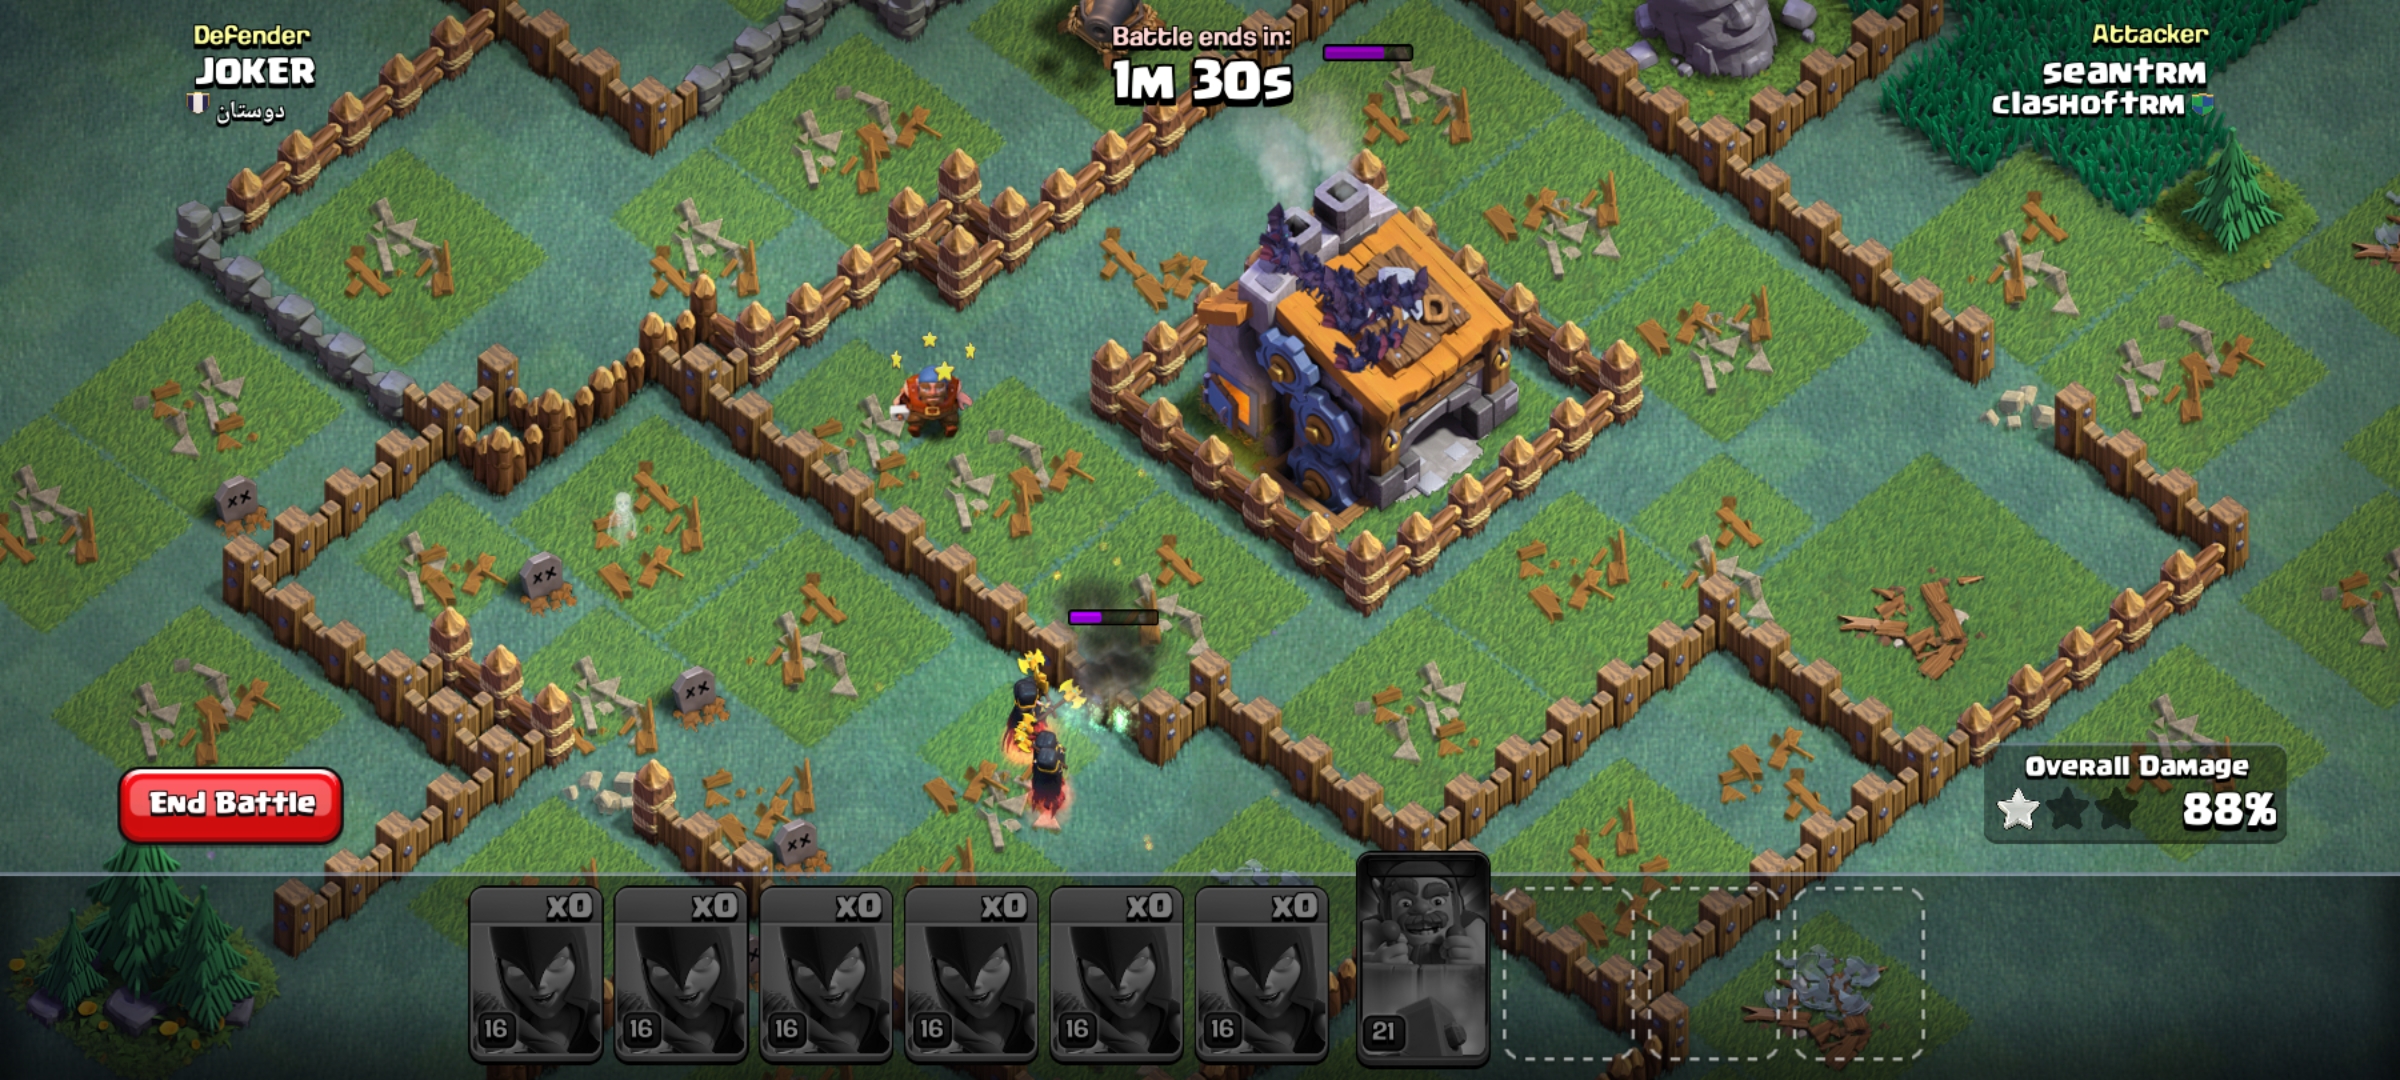 Defender
JOKER
دوستان
Battle ends in:
1M 30s
Attacker
seantrm
clashoftrm
End Battle
Overall Damage
88%
x0
x0
x0
x0
x0
x0
16
16
16
16
16
16
21